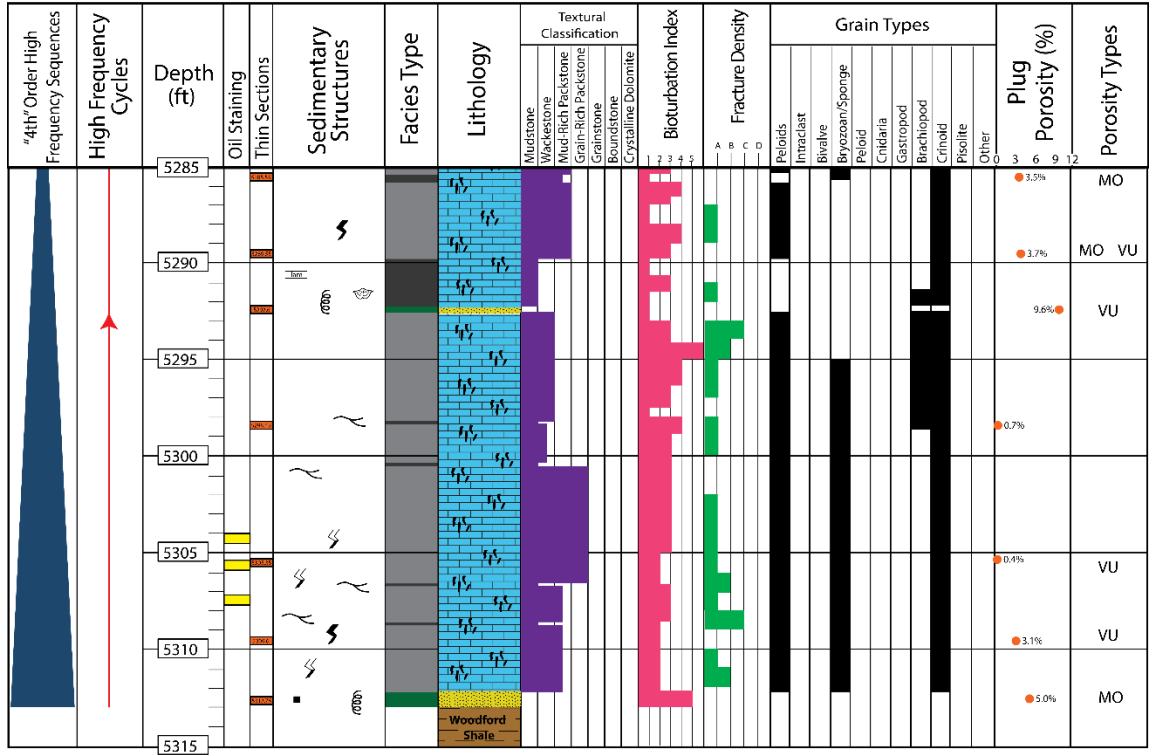 "4th" Order High
Frequency Sequences
High Frequency
Cycles
Depth
(ft)
Oil Staining
Thin Sections
Sedimentary
Structures
Facies Type
Lithology
Textural
Classification
Mudstone
Wackestone
Mud-Rich Packstone
Grain-Rich Packstone
Grainstone
Boundstone
Crystalline Dolomite
Bioturbation Index
1 2 3 4 5
Fracture Density
A B C D
Grain Types
Peloids
Intraclast
Bivalve
Bryozoan/Sponge
Peloid
Cnidaria
Gastropod
Brachiopod
Crinoid
Pisolite
Other
Plug
Porosity (%)
0 3 6 9 12
Porosity Types
5285
3.5% MO
3.7% MO VU
5290
9.6% VU
5295
0.7%
5300
5305
0.4% VU
3.1% VU
5310
5.0% MO
Woodford
Shale
5315